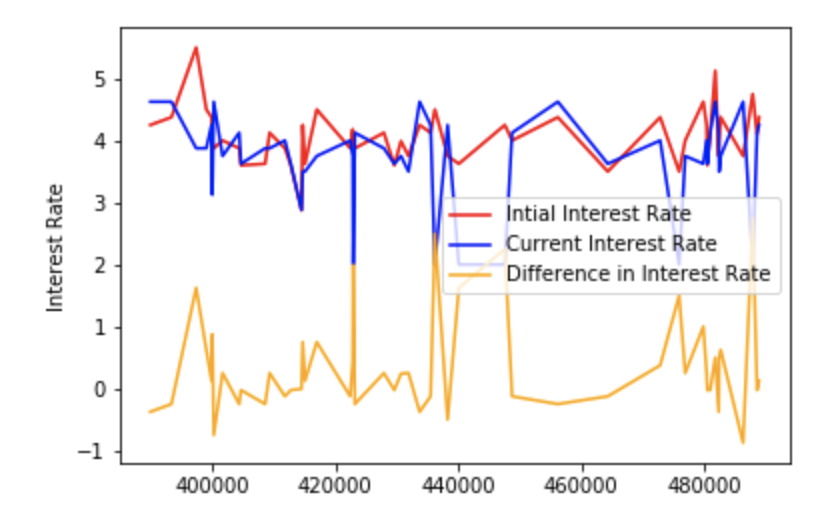 5
4
3
2
1
0
−1
Interest Rate
Intial Interest Rate
Current Interest Rate
Difference in Interest Rate
400000 420000 440000 460000 480000